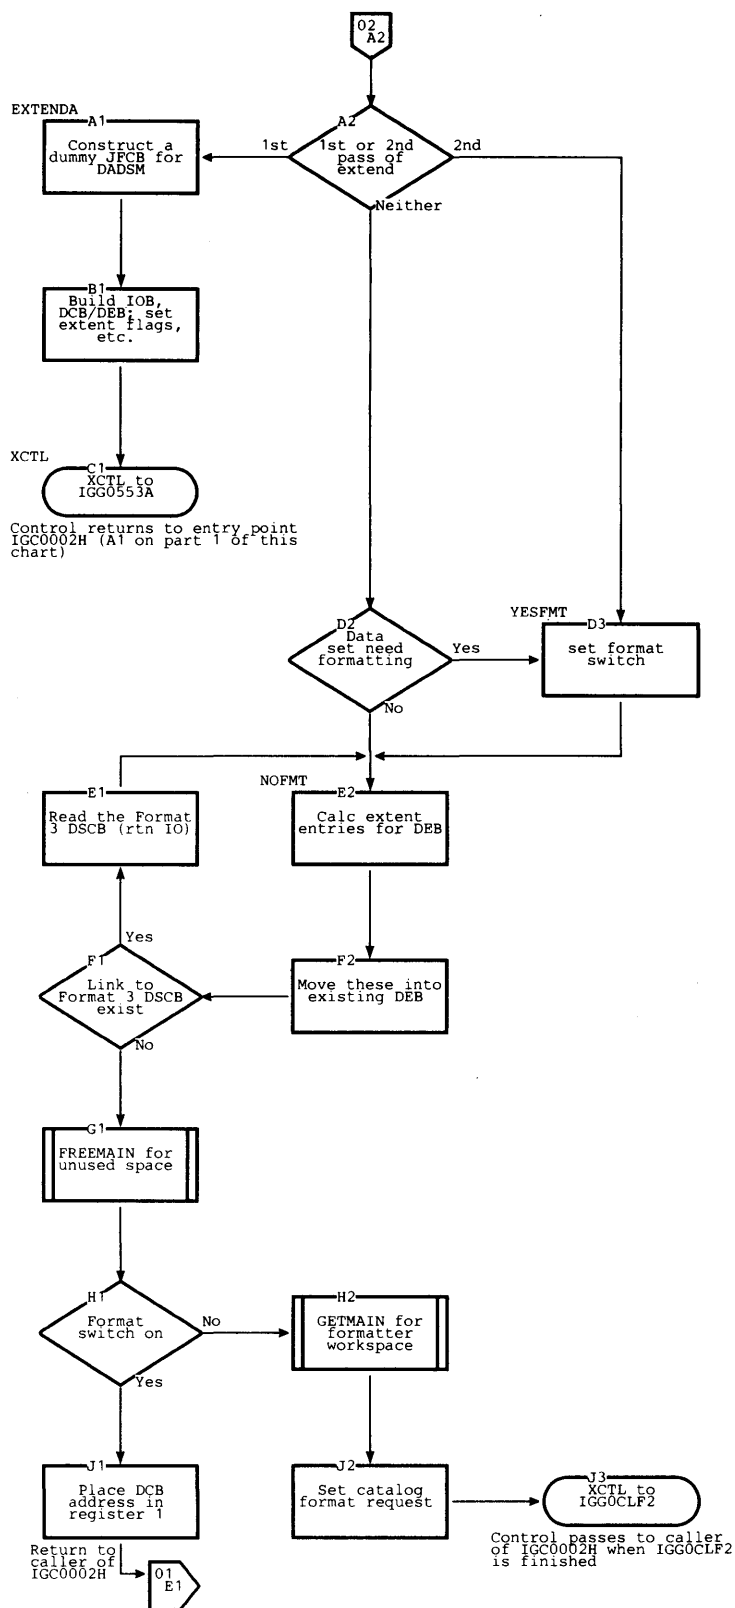 02
A2
EXTENDA
A1
Construct a
dummy JFCB for
DADSM
1st
A2
1st or 2nd
pass of
extend
2nd
Neither
B1
Build IOB,
DCB/DEB; set
extent flags,
etc.
XCTL
C1
XCTL to
IGG0553A
Control returns to entry point
IGC0002H (A1 on part 1 of this
chart)
D2
Data
set need
formatting
Yes
No
YESFMT
D3
set format
switch
E1
Read the Format
3 DSCB (rtn IO)
NOFMT
E2
Calc extent
entries for DEB
Yes
F1
Link to
Format 3 DSCB
exist
No
F2
Move these into
existing DEB
G1
FREEMAIN for
unused space
H1
Format
switch on
No
Yes
H2
GETMAIN for
formatter
workspace
J1
Place DCB
address in
register 1
J2
Set catalog
format request
J3
XCTL to
IGG0CLF2
Control passes to caller
of IGC0002H when IGG0CLF2
is finished
Return to
caller of
IGC0002H
01
E1